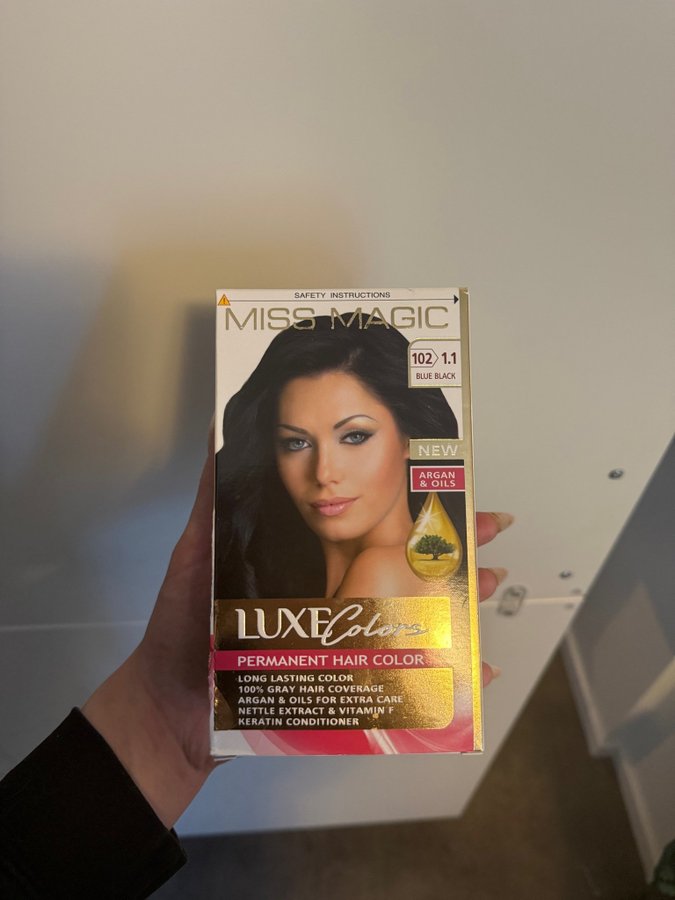 SAFETY INSTRUCTIONS
MISS MAGIC
102 1.1
BLUE BLACK
NEW
ARGAN
& OILS
LUXE Colors
PERMANENT HAIR COLOR
LONG LASTING COLOR
100% GRAY HAIR COVERAGE
ARGAN & OILS FOR EXTRA CARE
NETTLE EXTRACT & VITAMIN F
KERATIN CONDITIONER